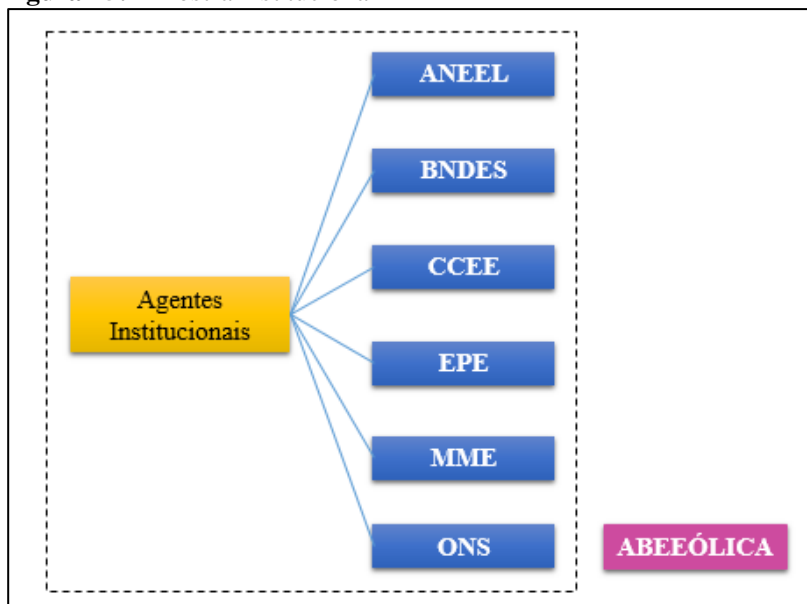 ANEEL
BNDES
CCEE
Agentes
Institucionais
EPE
MME
ONS
ABEEÓLICA